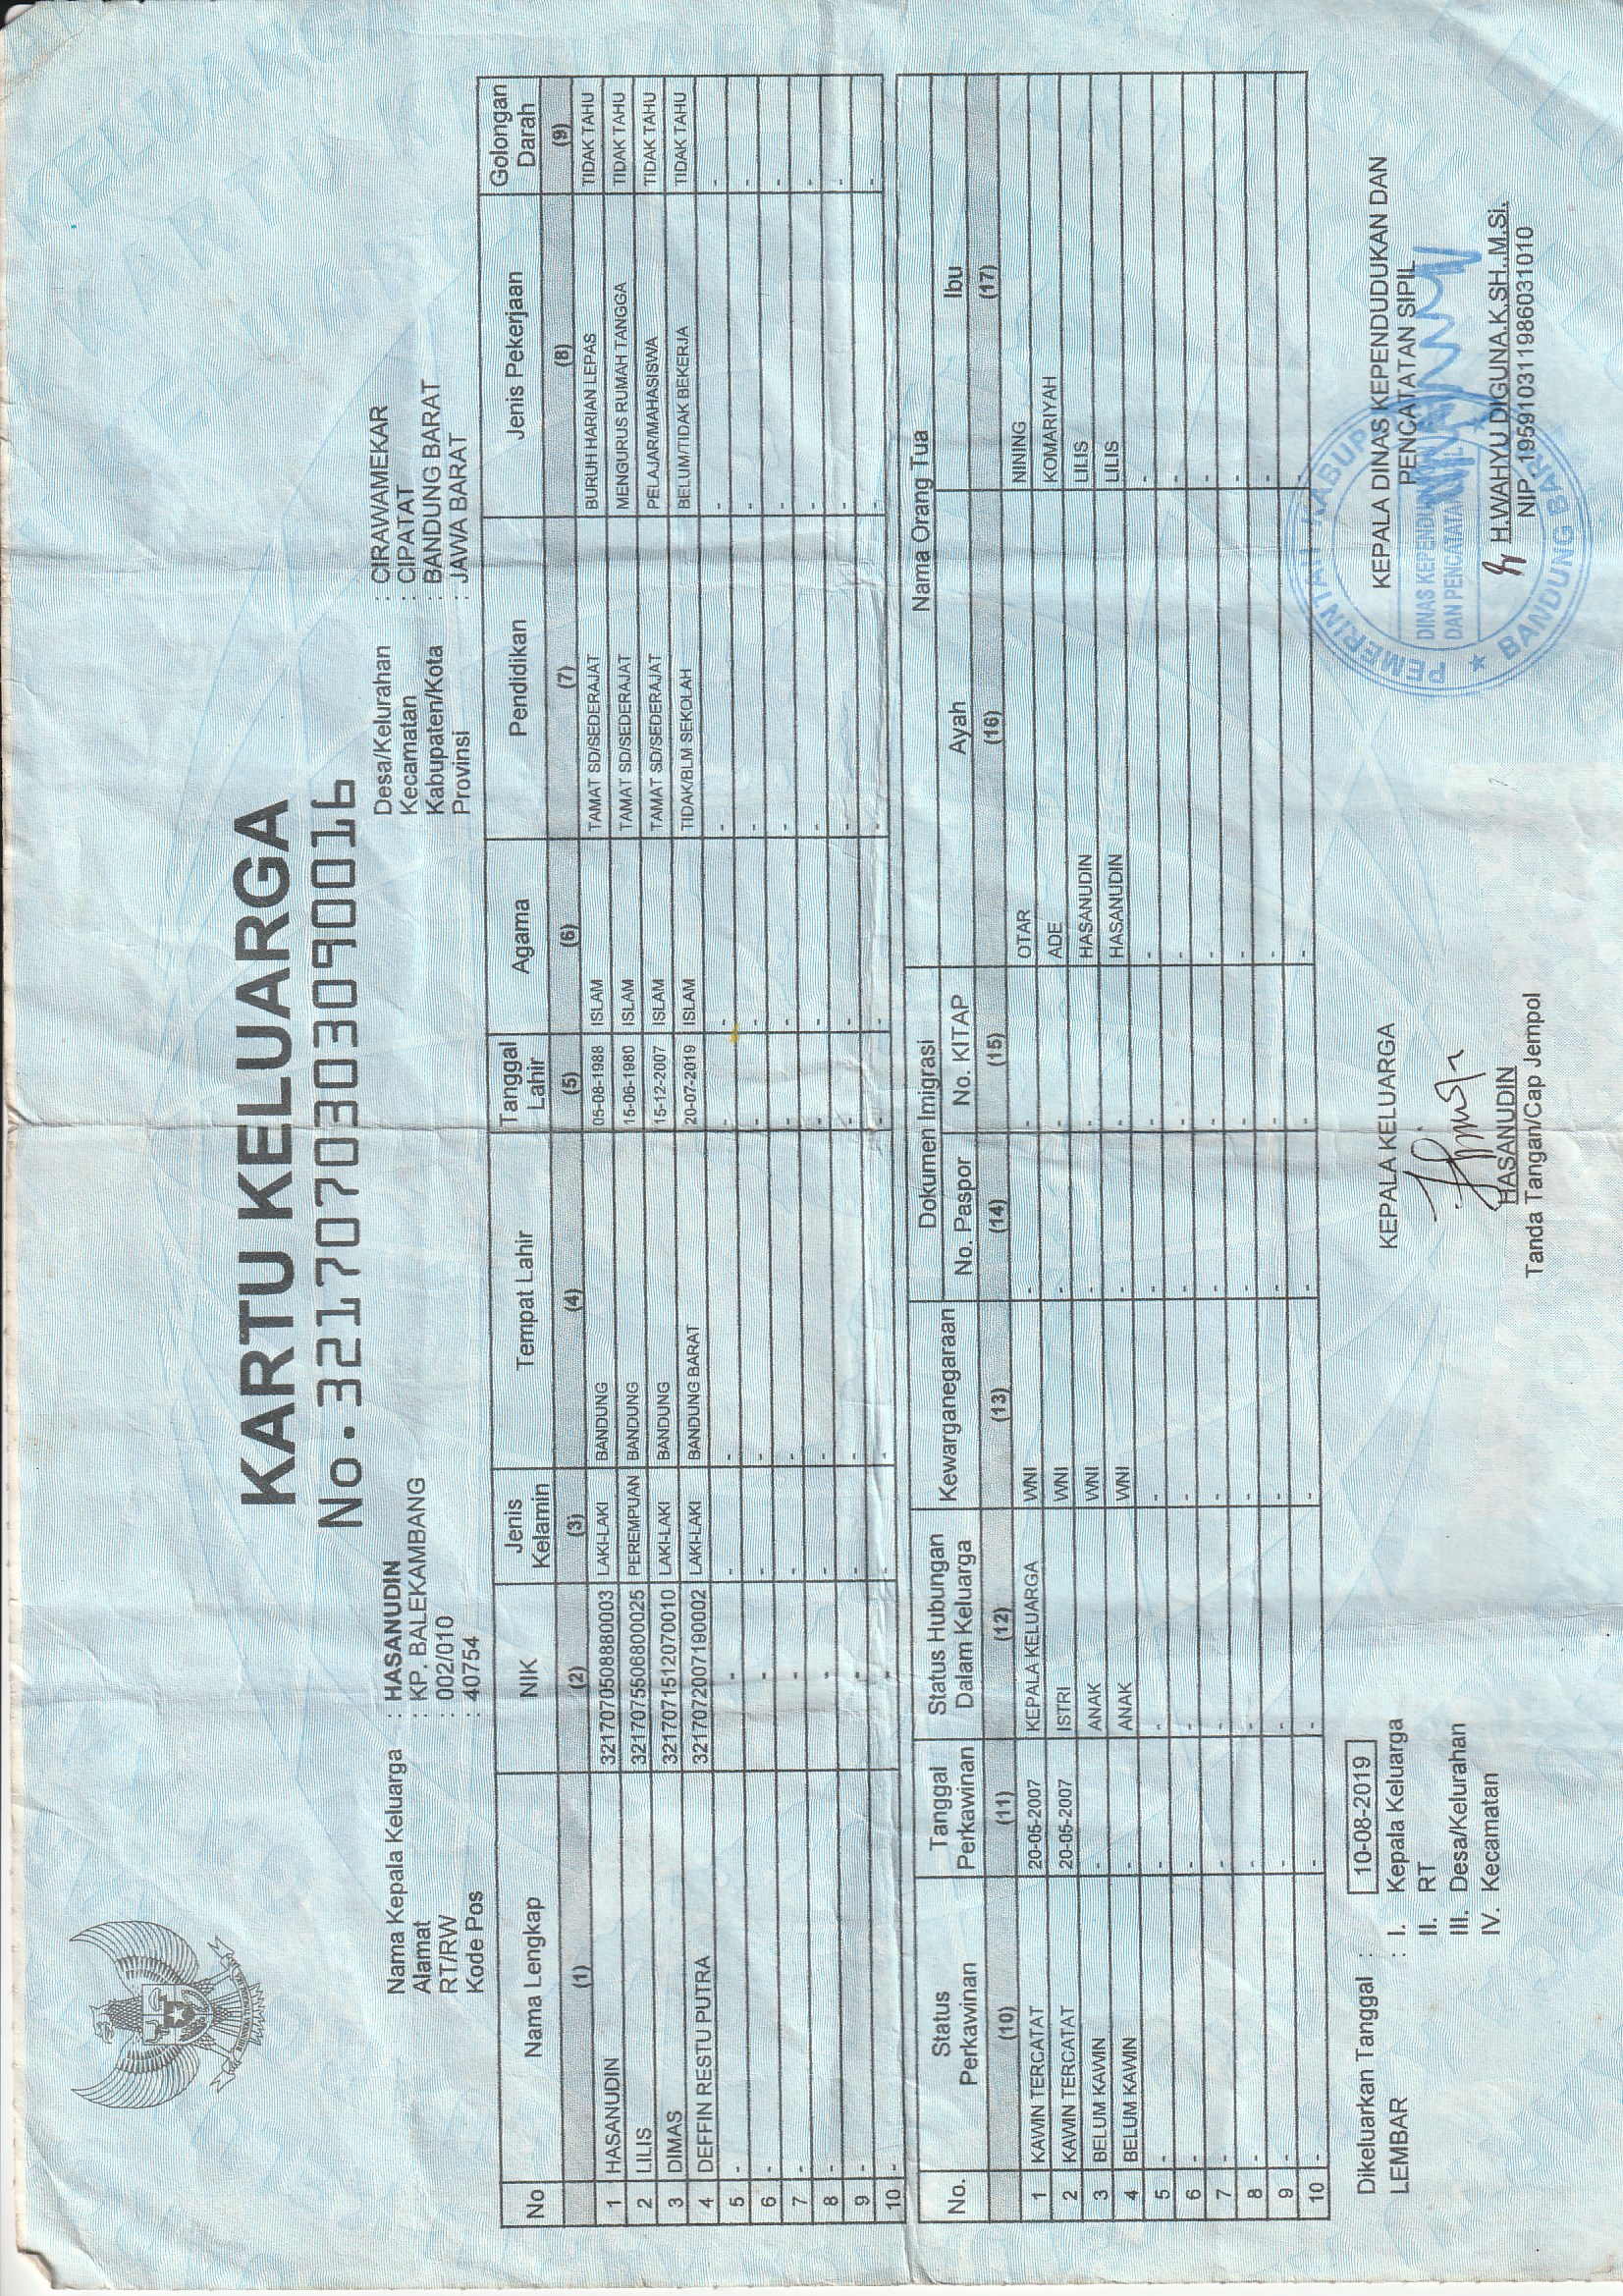 KARTU KELUARGA
No.3217070303090016
Nama Kepala Keluarga : HASANUDIN
Alamat : KP. BALEKAMBANG
RT/RW : 002/010
Kode Pos : 40754
Desa/Kelurahan : CIRAWAMEKAR
Kecamatan : CIPATAT
Kabupaten/Kota : BANDUNG BARAT
Provinsi : JAWA BARAT
No Nama Lengkap NIK Jenis Kelamin Tempat Lahir Tanggal Lahir Agama Pendidikan Jenis Pekerjaan Golongan Darah
(1) (2) (3) (4) (5) (6) (7) (8) (9)
1 HASANUDIN 3217070508880003 LAKI-LAKI BANDUNG 05-08-1988 ISLAM TAMAT SD/SEDERAJAT BURUH HARIAN LEPAS TIDAK TAHU
2 LILIS 3217075506800025 PEREMPUAN BANDUNG 15-06-1980 ISLAM TAMAT SD/SEDERAJAT MENGURUS RUMAH TANGGA TIDAK TAHU
3 DIMAS 3217071512070010 LAKI-LAKI BANDUNG 15-12-2007 ISLAM TAMAT SD/SEDERAJAT PELAJAR/MAHASISWA TIDAK TAHU
4 DEFFIN RESTU PUTRA 3217072007190002 LAKI-LAKI BANDUNG BARAT 20-07-2019 ISLAM TIDAK/BLM SEKOLAH BELUM/TIDAK BEKERJA TIDAK TAHU
5 - - - - - - - - -
6 - - - - - - - - -
7 - - - - - - - - -
8 - - - - - - - - -
9 - - - - - - - - -
10 - - - - - - - - -
No. Status Perkawinan Tanggal Perkawinan Status Hubungan Dalam Keluarga Kewarganegaraan Dokumen Imigrasi Nama Orang Tua
No. Paspor No. KITAP Ayah Ibu
(10) (11) (12) (13) (14) (15) (16) (17)
1 KAWIN TERCATAT 20-05-2007 KEPALA KELUARGA WNI - - OTAR NINING
2 KAWIN TERCATAT 20-05-2007 ISTRI WNI - - ADE KOMARIYAH
3 BELUM KAWIN - ANAK WNI - - HASANUDIN LILIS
4 BELUM KAWIN - ANAK WNI - - HASANUDIN LILIS
5 - - - - - - - -
6 - - - - - - - -
7 - - - - - - - -
8 - - - - - - - -
9 - - - - - - - -
10 - - - - - - - -
Dikeluarkan Tanggal : 10-08-2019
LEMBAR : I. Kepala Keluarga
II. RT
III. Desa/Kelurahan
IV. Kecamatan
KEPALA KELUARGA
HASANUDIN
Tanda Tangan/Cap Jempol
KEPALA DINAS KEPENDUDUKAN DAN
PENCATATAN SIPIL
PEMERINTAH KABUP
DINAS KEPENDUDU
DAN PENCATATA
BANDUNG BARA
H.WAHYU DIGUNA.K,SH.,M.Si.
NIP.195910311198603​1010